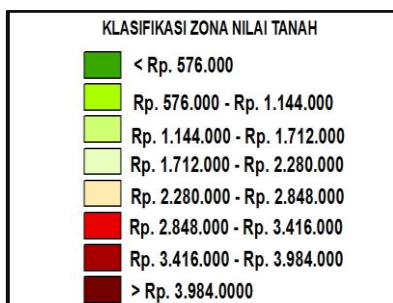 KLASIFIKASI ZONA NILAI TANAH
< Rp. 576.000
Rp. 576.000 - Rp. 1.144.000
Rp. 1.144.000 - Rp. 1.712.000
Rp. 1.712.000 - Rp. 2.280.000
Rp. 2.280.000 - Rp. 2.848.000
Rp. 2.848.000 - Rp. 3.416.000
Rp. 3.416.000 - Rp. 3.984.000
> Rp. 3.984.0000